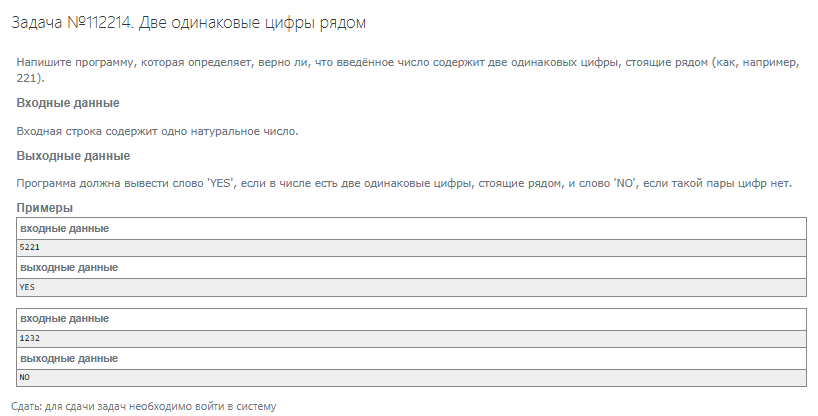 Задача №112214. Две одинаковые цифры рядом
Напишите программу, которая определяет, верно ли, что введённое число содержит две одинаковых цифры, стоящие рядом (как, например,
221).
Входные данные
Входная строка содержит одно натуральное число.
Выходные данные
Программа должна вывести слово 'YES', если в числе есть две одинаковые цифры, стоящие рядом, и слово 'NO', если такой пары цифр нет.
Примеры
входные данные
5221
выходные данные
YES
входные данные
1232
выходные данные
NO
Сдать: для сдачи задач необходимо войти в систему